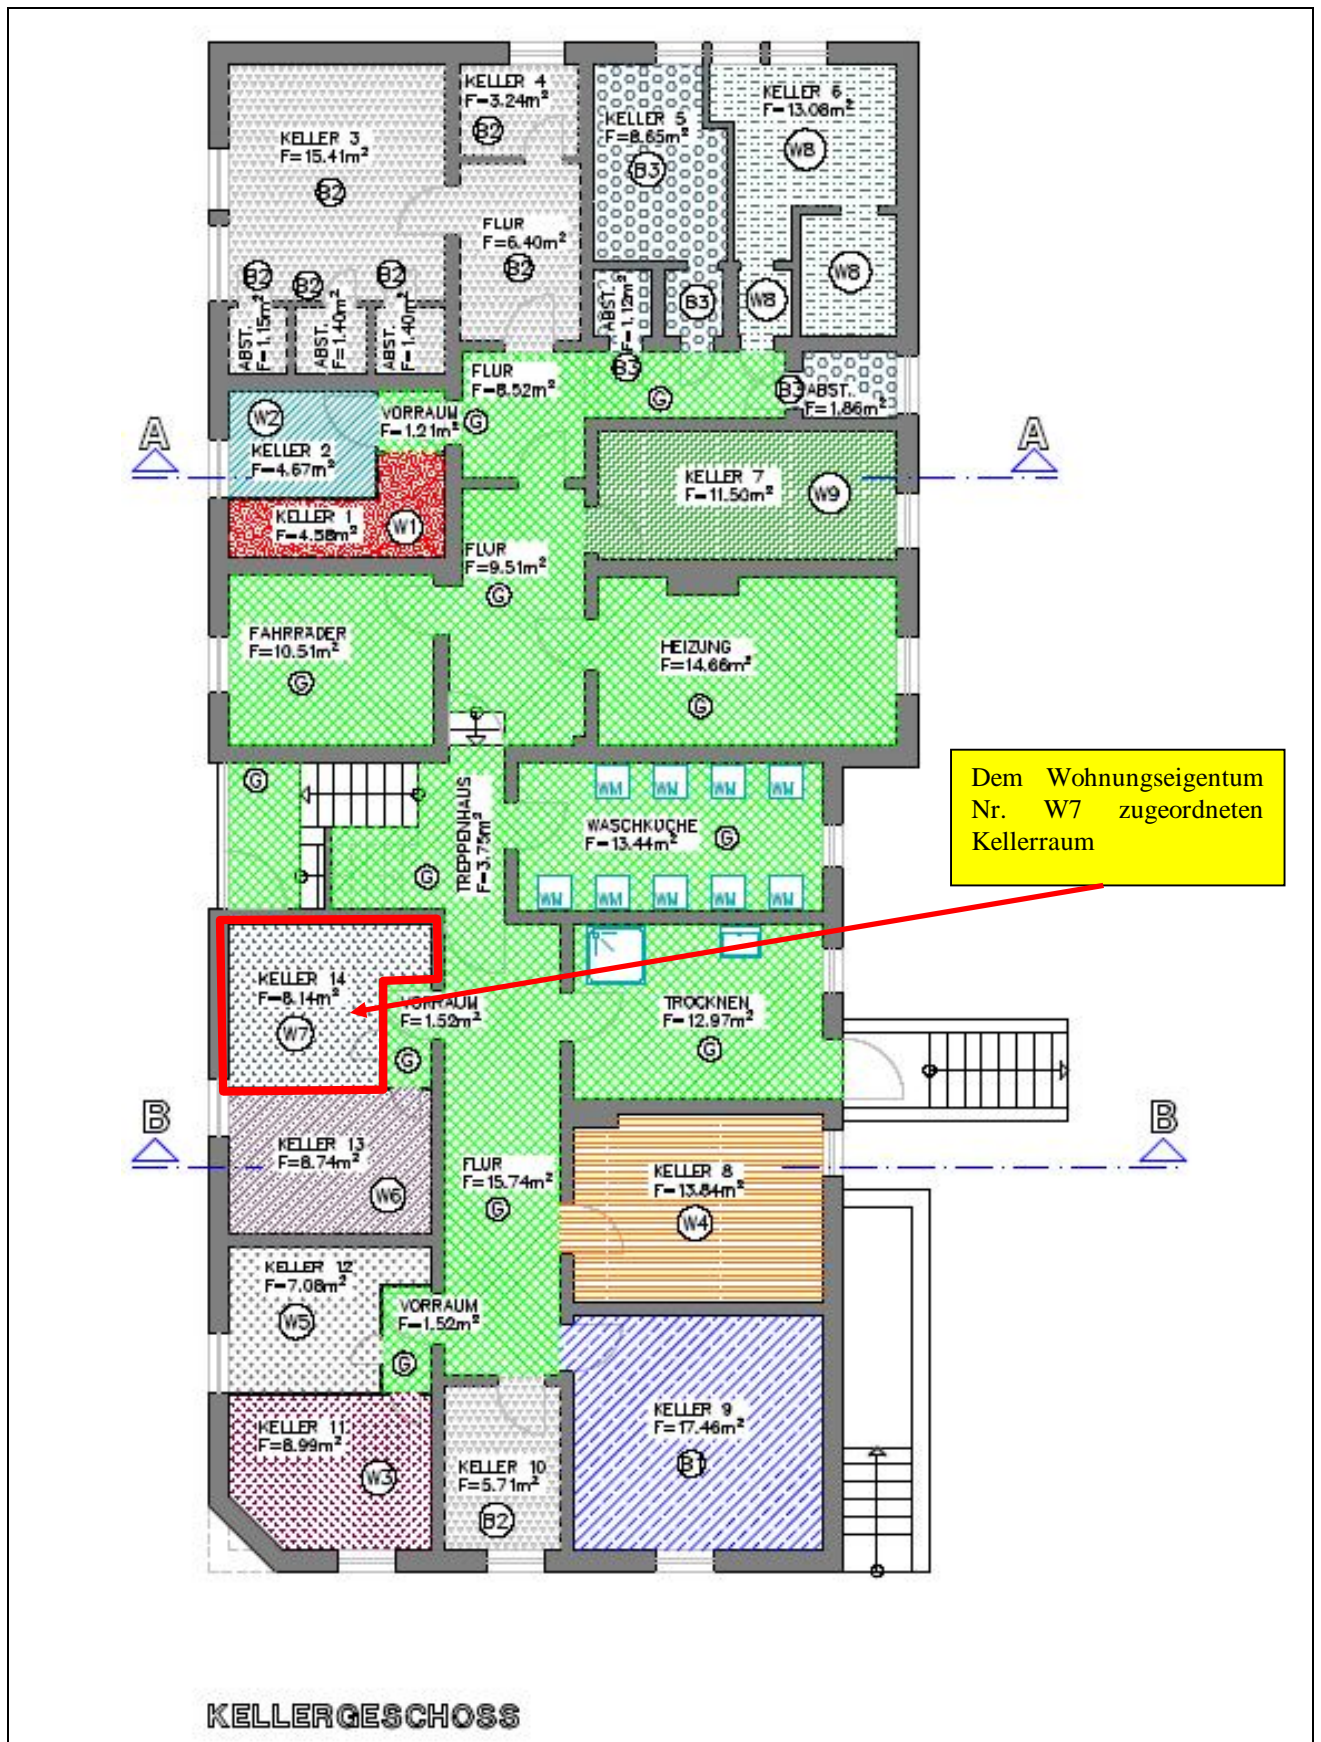 KELLER 4
F=3.24m²
B2
KELLER 3
F=15.41m²
B2
KELLER 5
F=8.65m²
B3
KELLER 6
F=13.08m²
W8
FLUR
F=6.40m²
B2
B2
B2
B2
ABST.
F=1.15m²
ABST.
F=1.40m²
ABST.
F=1.40m²
ABST.
F=1.12m²
B3
B3
W8
W8
FLUR
F=8.52m²
G
G
B3
ABST.
F=1.86m²
W2
KELLER 2
F=4.67m²
VORRAUM
F=1.21m²
A
A
KELLER 1
F=4.58m²
W1
KELLER 7
F=11.50m²
W9
FLUR
F=9.51m²
G
FAHRRÄDER
F=10.51m²
G
HEIZUNG
F=14.66m²
G
G
TREPPENHAUS
F=3.75m²
G
WM
WM
WM
WM
WASCHKÜCHE
F=13.44m²
G
WM
WM
WM
WM
WM
Dem Wohnungseigentum
Nr. W7 zugeordneten
Kellerraum
KELLER 14
F=8.14m²
W7
VORRAUM
F=1.52m²
G
TROCKNEN
F=12.97m²
G
B
B
KELLER 13
F=8.74m²
W6
FLUR
F=15.74m²
G
KELLER 8
F=13.84m²
W4
KELLER 12
F=7.08m²
W5
VORRAUM
F=1.52m²
G
KELLER 11
F=8.99m²
W3
KELLER 10
F=5.71m²
B2
KELLER 9
F=17.46m²
B1
KELLERGESCHOSS